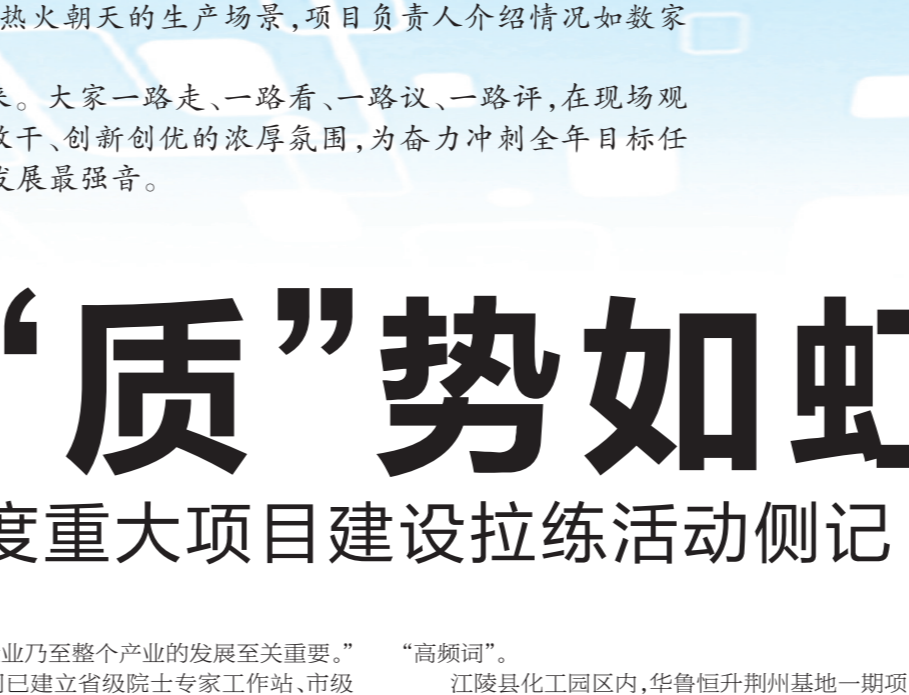 热火朝天的生产场景,项目负责人介绍情况如数家
来。大家一路走、一路看、一路议、一路评,在现场观
敢干、创新创优的浓厚氛围,为奋力冲刺全年目标任
发展最强音。
“质”势如虹
度重大项目建设拉练活动侧记
业乃至整个产业的发展至关重要。”
司已建立省级院士专家工作站、市级
“高频词”。
江陵县化工园区内,华鲁恒升荆州基地一期项